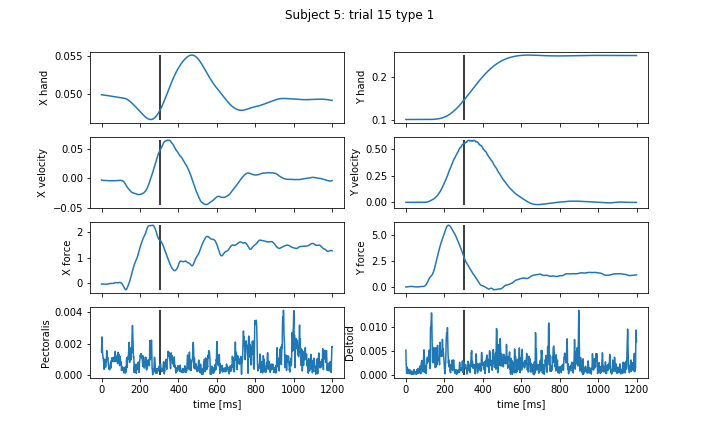 Subject 5: trial 15 type 1
X hand
0.055
0.050
Y hand
0.2
0.1
X velocity
0.05
0.00
−0.05
Y velocity
0.50
0.25
0.00
X force
2
1
0
Y force
5.0
2.5
0.0
Pectoralis
0.004
0.002
0.000
0 200 400 600 800 1000 1200
time [ms]
Deltoid
0.010
0.005
0.000
0 200 400 600 800 1000 1200
time [ms]